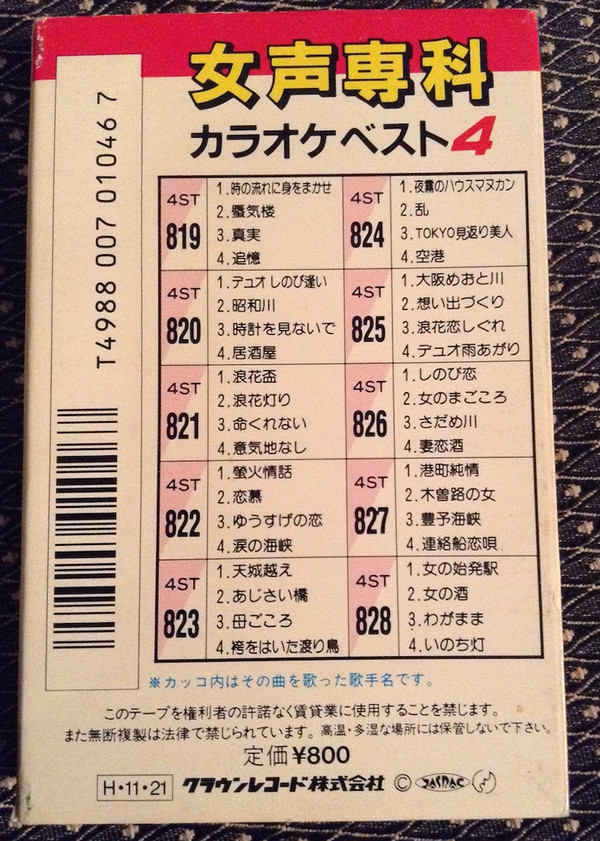 女声専科
カラオケベスト4
4ST
819
1.時の流れに身をまかせ
2.蜃気楼
3.真実
4.追憶
4ST
820
1.デュオ しのび逢い
2.昭和川
3.時計を見ないで
4.居酒屋
4ST
821
1.浪花盃
2.浪花灯り
3.命くれない
4.意気地なし
4ST
822
1.螢火情話
2.恋慕
3.ゆうすげの恋
4.涙の海峡
4ST
823
1.天城越え
2.あじさい橋
3.母ごころ
4.袴をはいた渡り鳥
4ST
824
1.夜霧のハウスマヌカン
2.乱
3.TOKYO見返り美人
4.空港
4ST
825
1.大阪めおと川
2.想い出づくり
3.浪花恋しぐれ
4.デュオ雨あがり
4ST
826
1.しのび恋
2.女のまごころ
3.さだめ川
4.妻恋酒
4ST
827
1.港町純情
2.木曽路の女
3.豊予海峡
4.連絡船恋唄
4ST
828
1.女の始発駅
2.女の酒
3.わがまま
4.いのち灯
※カッコ内はその曲を歌った歌手名です。
このテープを権利者の許諾なく賃貸業に使用することを禁じます。
また無断複製は法律で禁じられています。高温・多湿な場所には保管しないで下さい。
定価¥800
H・11・21 クラウンレコード株式会社 © JASRAC
T4988 007 01046 7